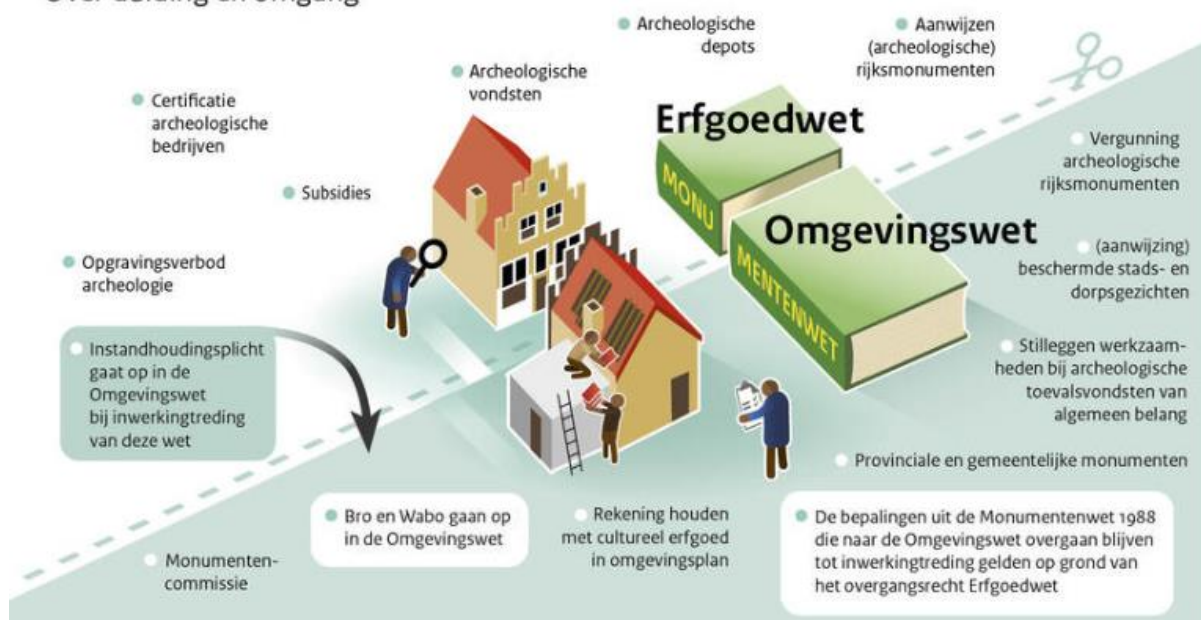 Archeologische
depots
Aanwijzen
(archeologische)
rijksmonumenten
Archeologische
vondsten
Certificatie
archeologische
bedrijven
Subsidies
Opgravingsverbod
archeologie
Erfgoedwet
MONU
Omgevingswet
MENTENWET
Vergunning
archeologische
rijksmonumenten
(aanwijzing)
beschermde stads- en
dorpsgezichten
Stilleggen werkzaam-
heden bij archeologische
toevalsvondsten van
algemeen belang
Provinciale en gemeentelijke monumenten
Instandhoudingsplicht
gaat op in de
Omgevingswet
bij inwerkingtreding
van deze wet
Bro en Wabo gaan op
in de Omgevingswet
Monumenten-
commissie
Rekening houden
met cultureel erfgoed
in omgevingsplan
De bepalingen uit de Monumentenwet 1988
die naar de Omgevingswet overgaan blijven
tot inwerkingtreding gelden op grond van
het overgangsrecht Erfgoedwet